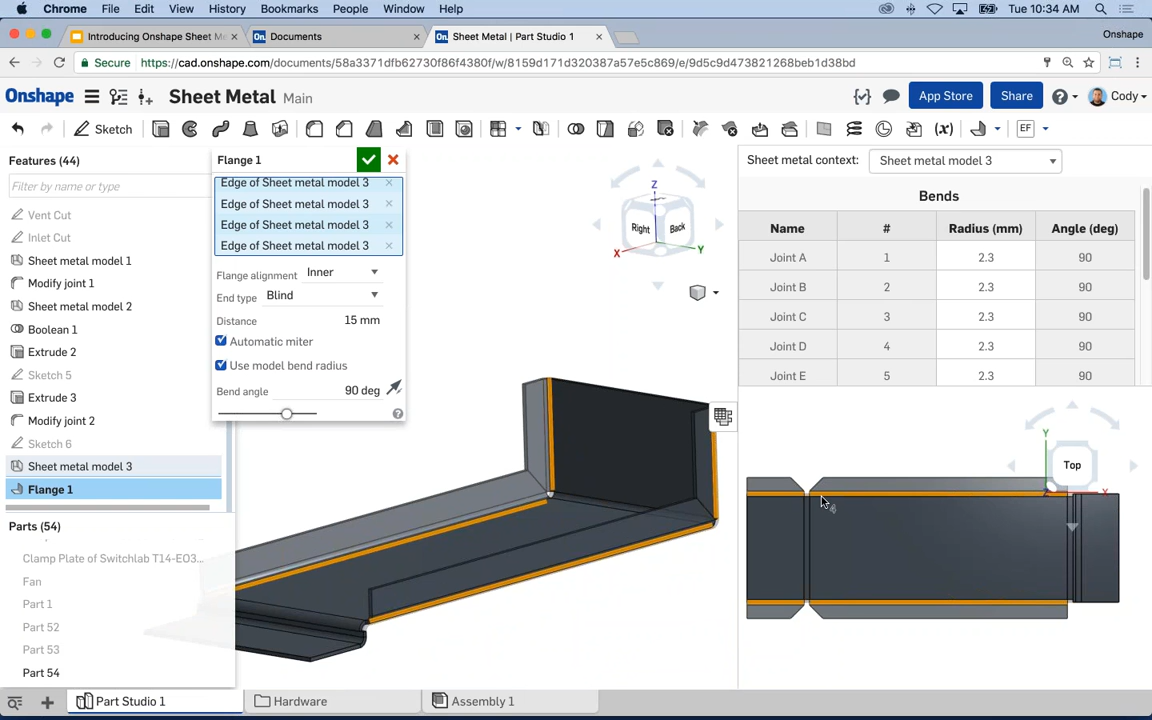 Chrome File Edit View History Bookmarks People Window Help Tue 10:34 AM
Introducing Onshape Sheet Me × Documents × Sheet Metal | Part Studio 1 × Onshape
Secure https://cad.onshape.com/documents/58a3371dfb62730f86f4380f/w/8159d171d320387a57e5c869/e/9d5c9d473821268beb1d38bd
Onshape Sheet Metal Main App Store Share Cody
Sketch (x) EF
Features (44)
Filter by name or type
Vent Cut
Inlet Cut
Sheet metal model 1
Modify joint 1
Sheet metal model 2
Boolean 1
Extrude 2
Sketch 5
Extrude 3
Modify joint 2
Sketch 6
Sheet metal model 3
Flange 1
Parts (54)
Clamp Plate of Switchlab T14-EO3...
Fan
Part 1
Part 52
Part 53
Part 54
Flange 1
Edge of Sheet metal model 3
Edge of Sheet metal model 3
Edge of Sheet metal model 3
Edge of Sheet metal model 3
Flange alignment Inner
End type Blind
Distance 15 mm
Automatic miter
Use model bend radius
Bend angle 90 deg
Z
Right Back
X Y
Sheet metal context: Sheet metal model 3
Bends
Name # Radius (mm) Angle (deg)
Joint A 1 2.3 90
Joint B 2 2.3 90
Joint C 3 2.3 90
Joint D 4 2.3 90
Joint E 5 2.3 90
Y
Top
X
4
Part Studio 1 Hardware Assembly 1